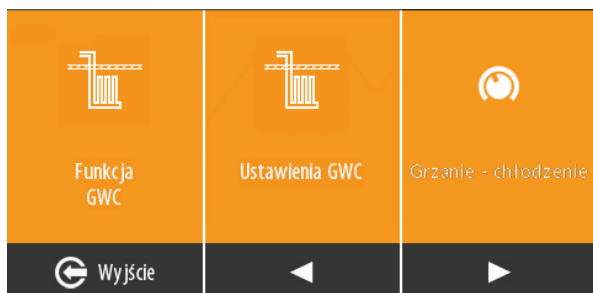 Funkcja
GWC
Ustawienia GWC
Grzanie - chłodzenie
Wyjście